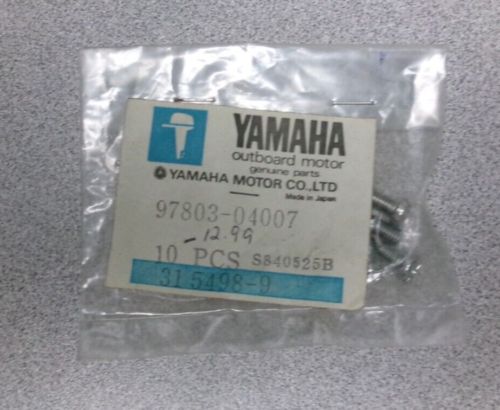 YAMAHA
outboard motor
genuine parts
YAMAHA MOTOR CO.,LTD
Made in Japan
97803-04007
-12.99
10 PCS S840525B
315498-9